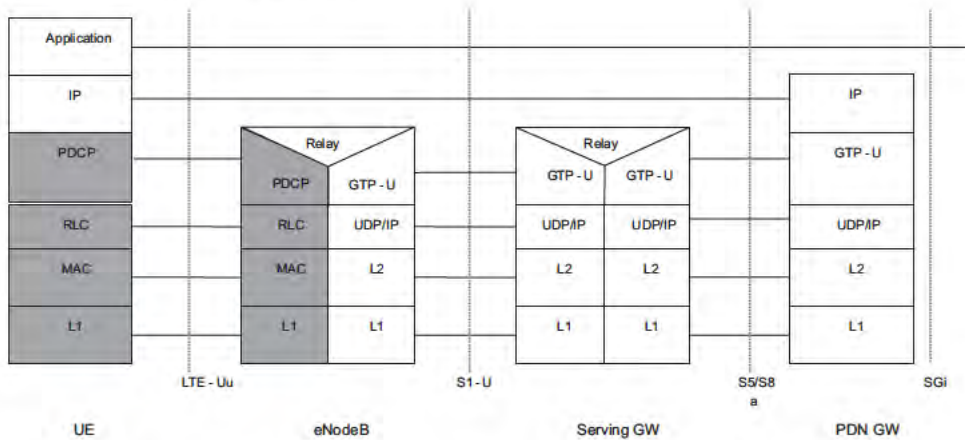 Application
IP
IP
PDCP
Relay
Relay
GTP-U
PDCP
GTP - U
GTP - U
GTP - U
RLC
RLC
UDP/IP
UDP/IP
UDP/IP
UDP/IP
MAC
MAC
L2
L2
L2
L2
L1
L1
L1
L1
L1
L1
LTE - Uu
S1 - U
S5/S8
a
SGi
UE
eNodeB
Serving GW
PDN GW